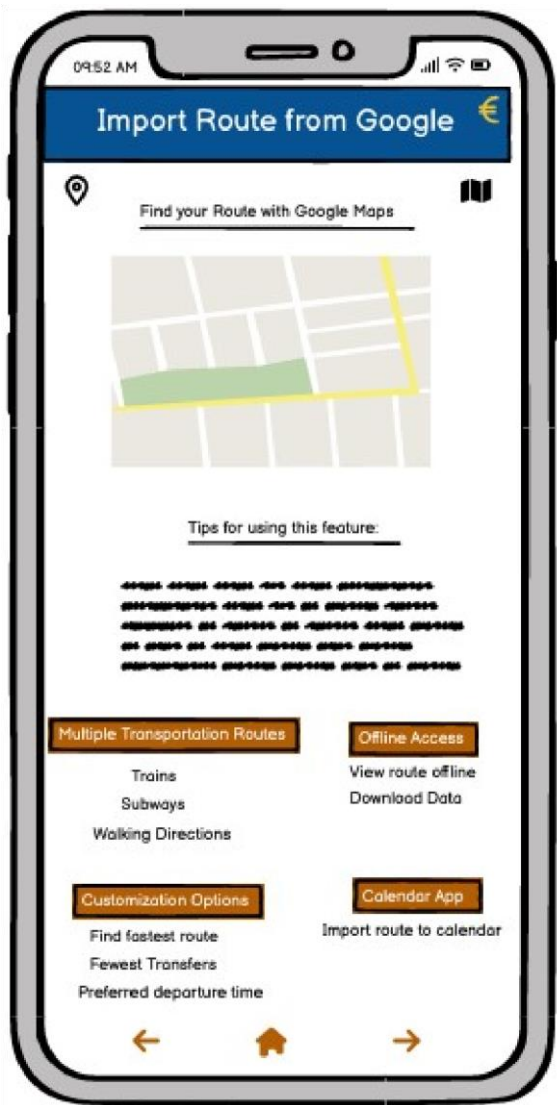 09:52 AM
Import Route from Google €
Find your Route with Google Maps
Tips for using this feature:
Multiple Transportation Routes
Trains
Subways
Walking Directions
Offline Access
View route offline
Download Data
Customization Options
Find fastest route
Fewest Transfers
Preferred departure time
Calendar App
Import route to calendar